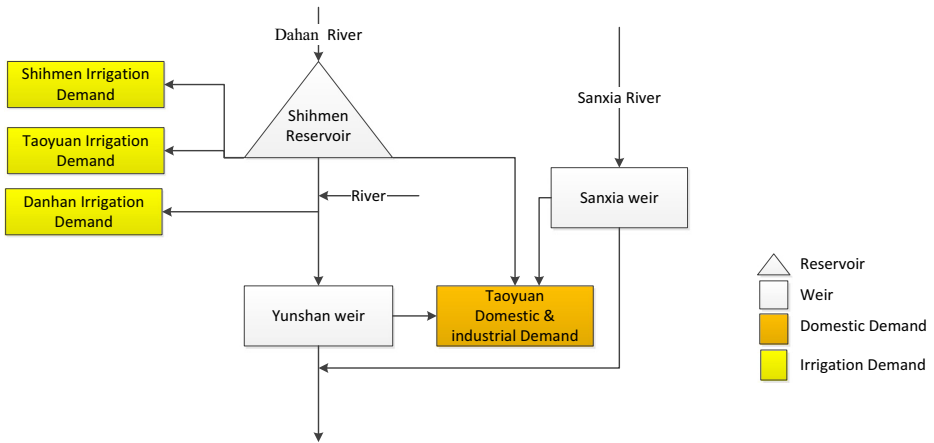 Dahan River
Shihmen Irrigation
Demand
Shihmen
Reservoir
Sanxia River
Taoyuan Irrigation
Demand
Danhan Irrigation
Demand
River
Sanxia weir
Yunshan weir
Taoyuan
Domestic &
industrial Demand
Reservoir
Weir
Domestic Demand
Irrigation Demand